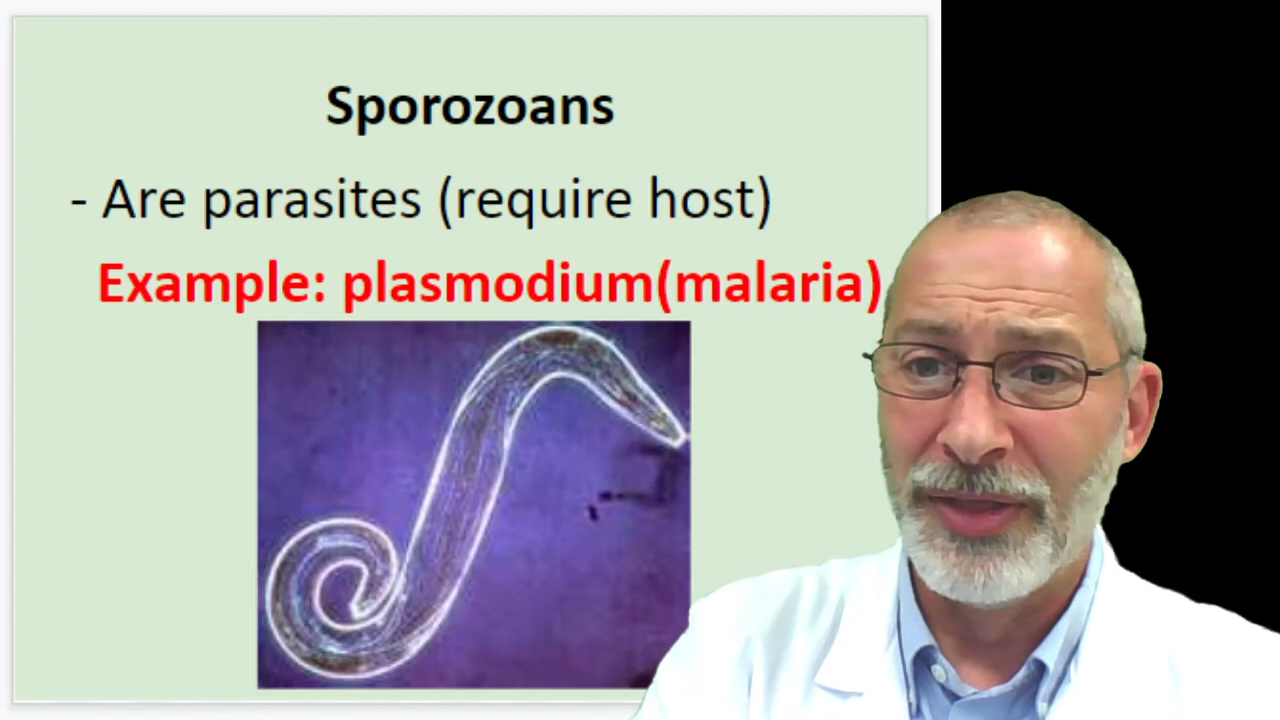 Sporozoans
- Are parasites (require host)
Example: plasmodium(malaria)